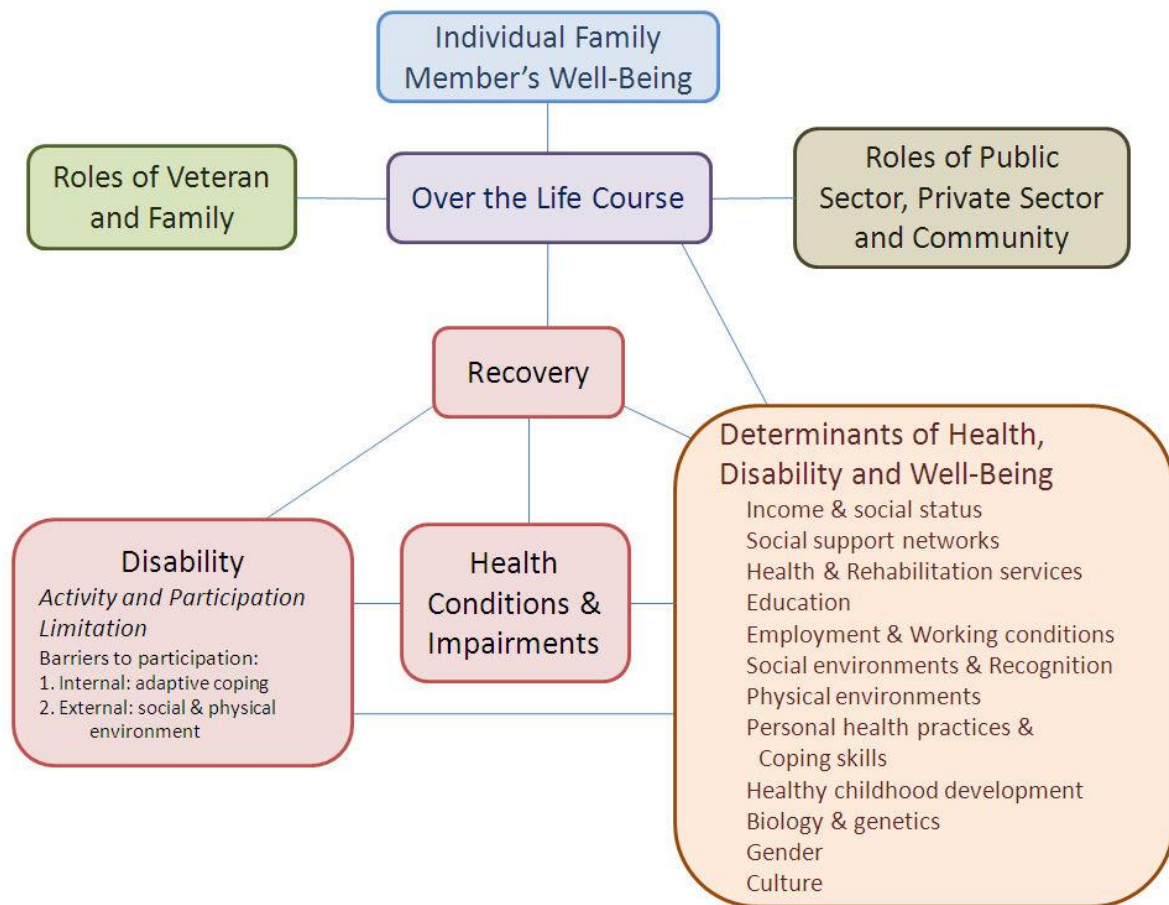 Individual Family
Member’s Well-Being
Roles of Veteran
and Family
Over the Life Course
Roles of Public
Sector, Private Sector
and Community
Recovery
Disability
Activity and Participation
Limitation
Barriers to participation:
1. Internal: adaptive coping
2. External: social & physical
environment
Health
Conditions &
Impairments
Determinants of Health,
Disability and Well-Being
Income & social status
Social support networks
Health & Rehabilitation services
Education
Employment & Working conditions
Social environments & Recognition
Physical environments
Personal health practices &
Coping skills
Healthy childhood development
Biology & genetics
Gender
Culture